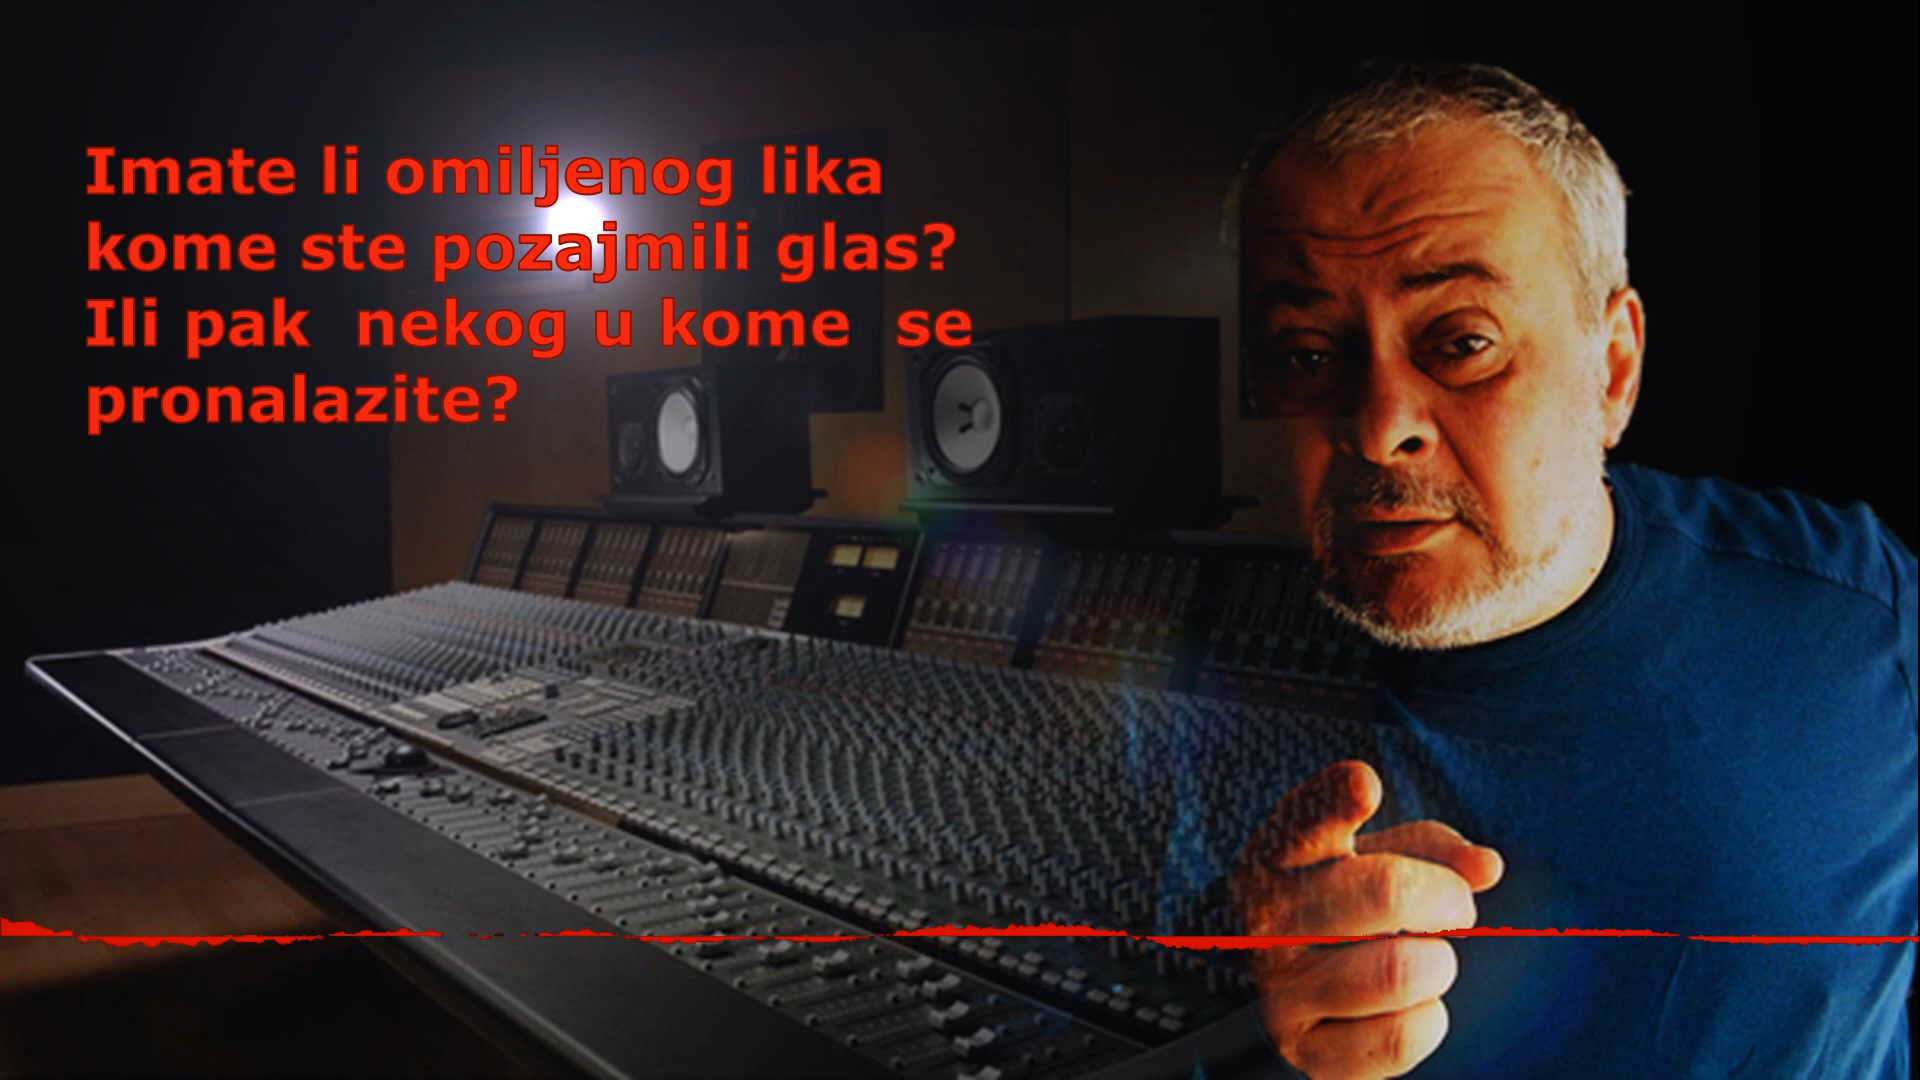 Imate li omiljenog lika
kome ste pozajmili glas?
Ili pak  nekog u kome  se
pronalazite?